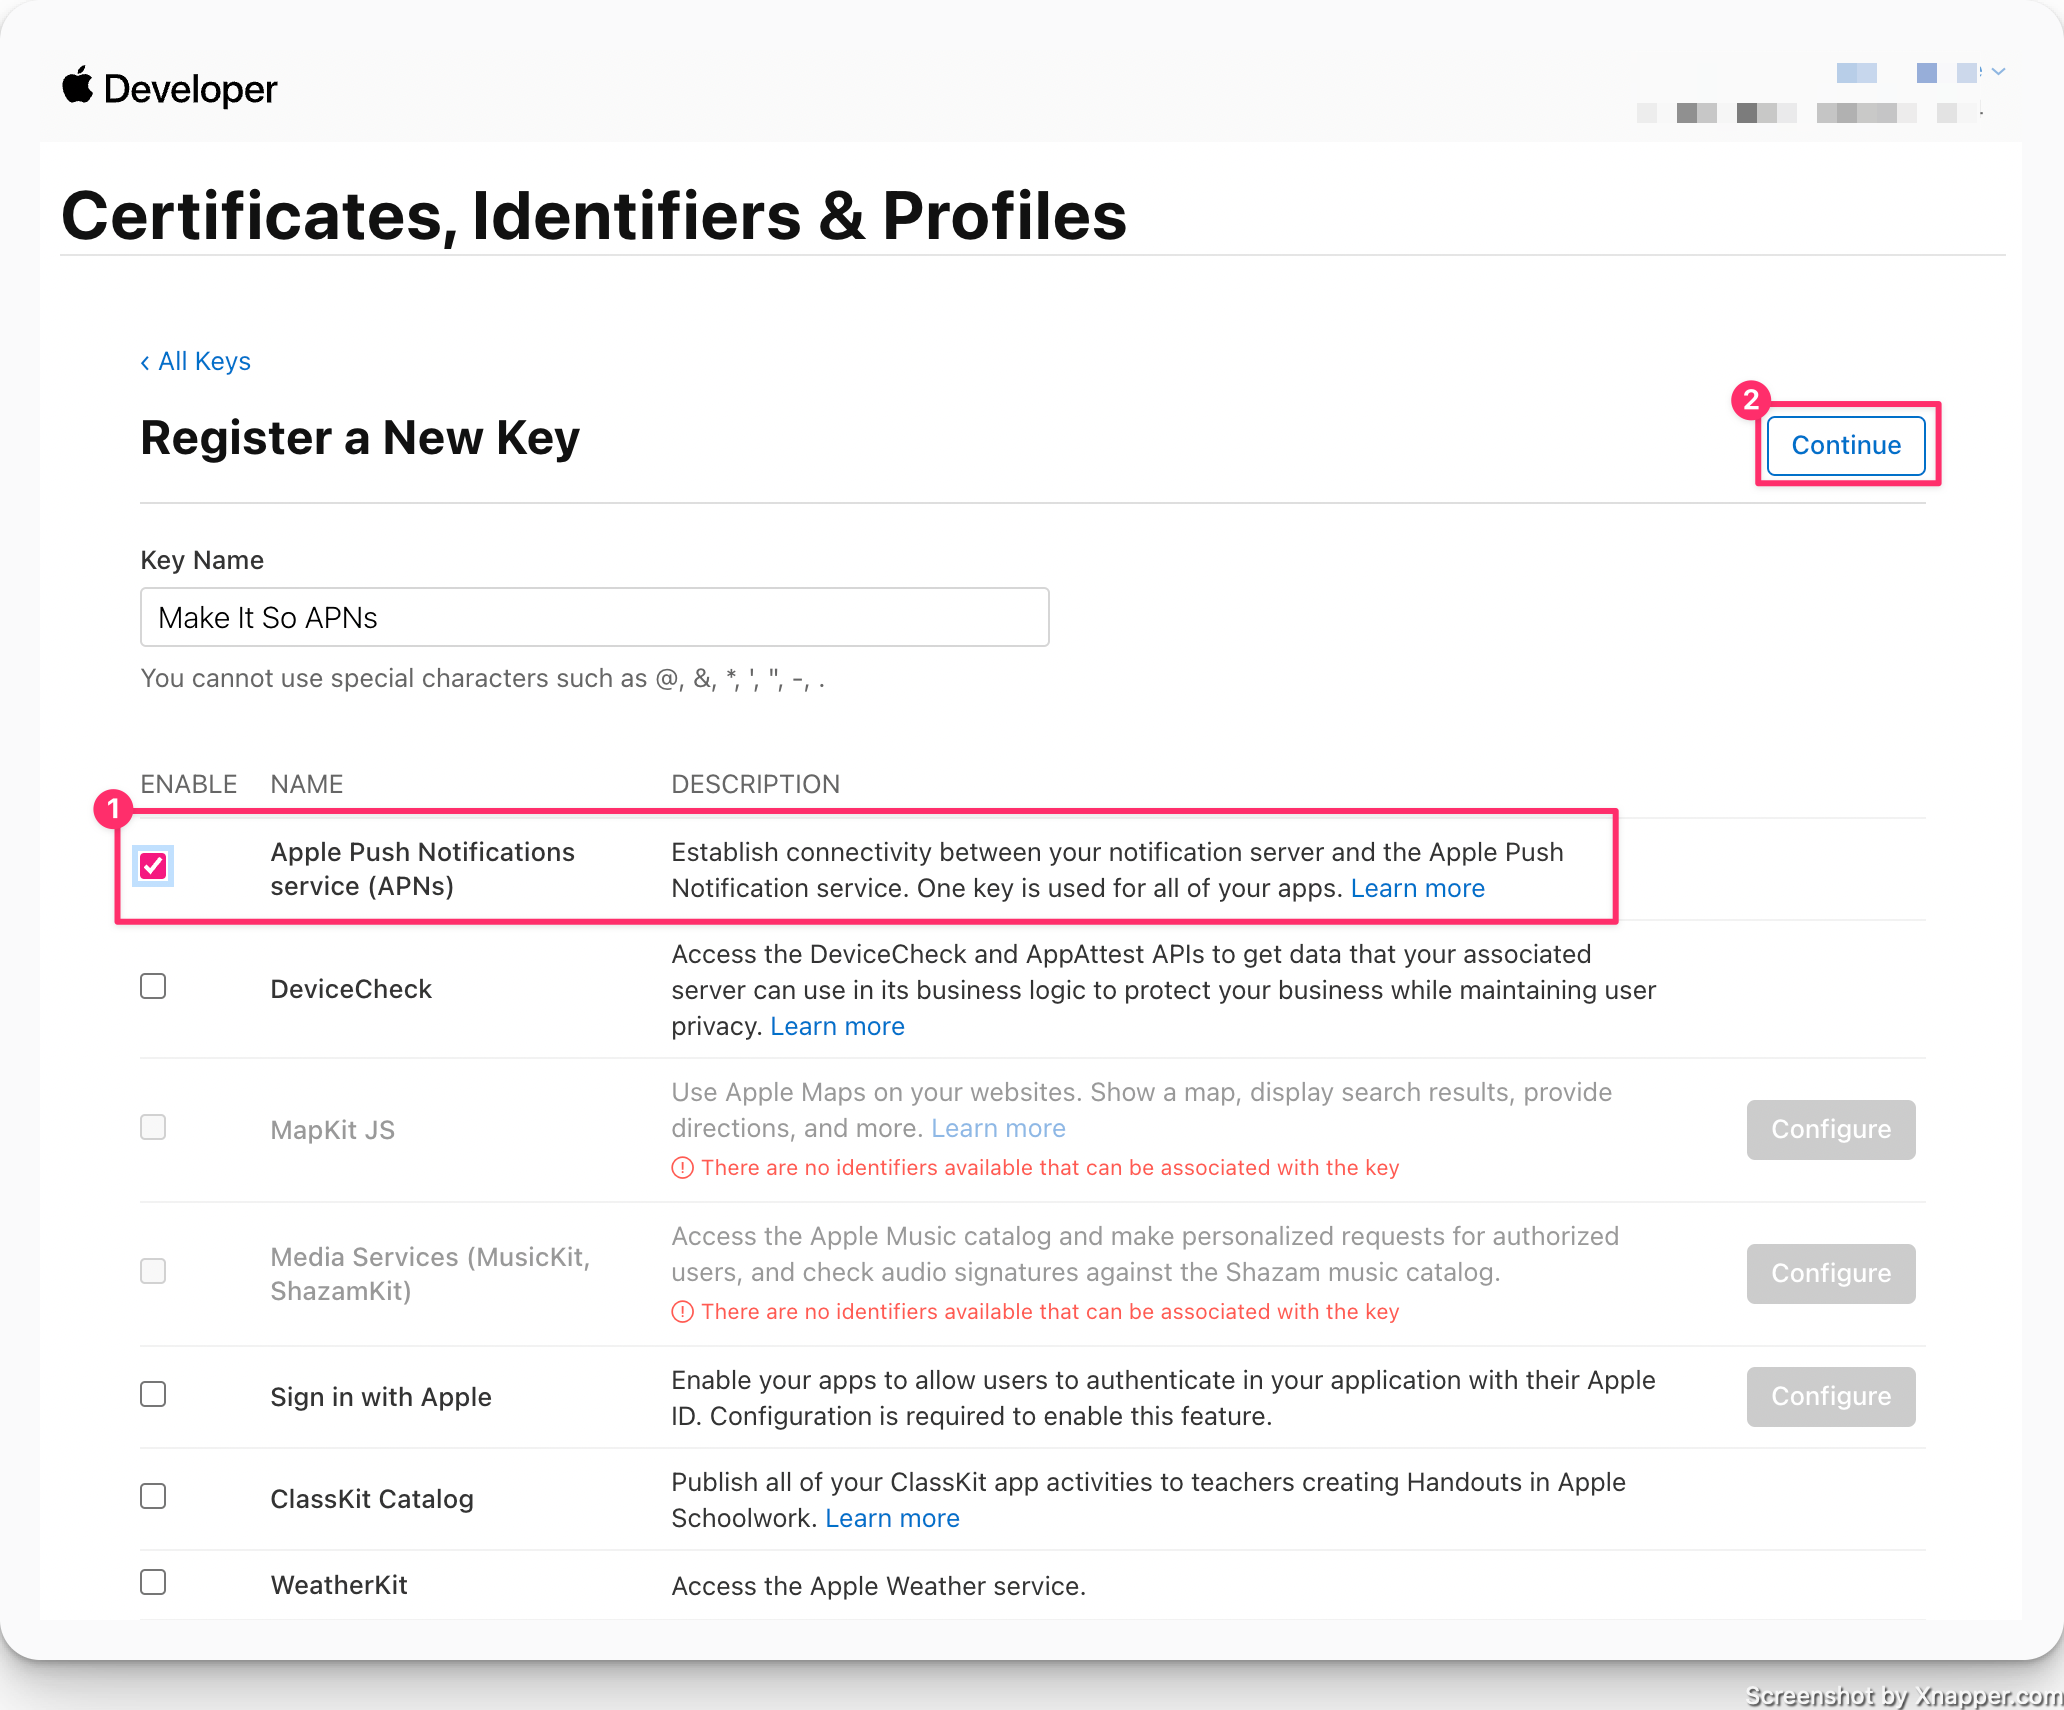 Developer
Certificates, Identifiers & Profiles
‹ All Keys
Register a New Key
2
Continue
Key Name
Make It So APNs
You cannot use special characters such as @, &, *, ', ", -, .
ENABLE NAME DESCRIPTION
1
Apple Push Notifications
service (APNs)
Establish connectivity between your notification server and the Apple Push
Notification service. One key is used for all of your apps. Learn more
DeviceCheck
Access the DeviceCheck and AppAttest APIs to get data that your associated
server can use in its business logic to protect your business while maintaining user
privacy. Learn more
MapKit JS
Use Apple Maps on your websites. Show a map, display search results, provide
directions, and more. Learn more
There are no identifiers available that can be associated with the key
Configure
Media Services (MusicKit,
ShazamKit)
Access the Apple Music catalog and make personalized requests for authorized
users, and check audio signatures against the Shazam music catalog.
There are no identifiers available that can be associated with the key
Configure
Sign in with Apple
Enable your apps to allow users to authenticate in your application with their Apple
ID. Configuration is required to enable this feature.
Configure
ClassKit Catalog
Publish all of your ClassKit app activities to teachers creating Handouts in Apple
Schoolwork. Learn more
WeatherKit
Access the Apple Weather service.
Screenshot by Xnapper.com